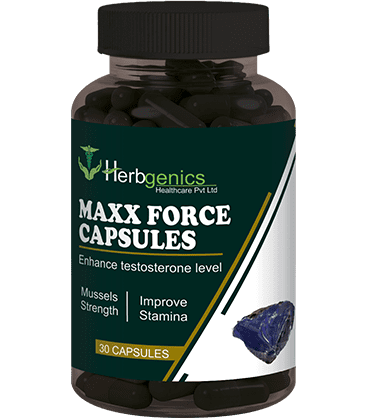 Herbgenics
Healthcare Pvt Ltd
MAXX FORCE
CAPSULES
Enhance testosterone level
Mussels
Strength
Improve
Stamina
30 CAPSULES